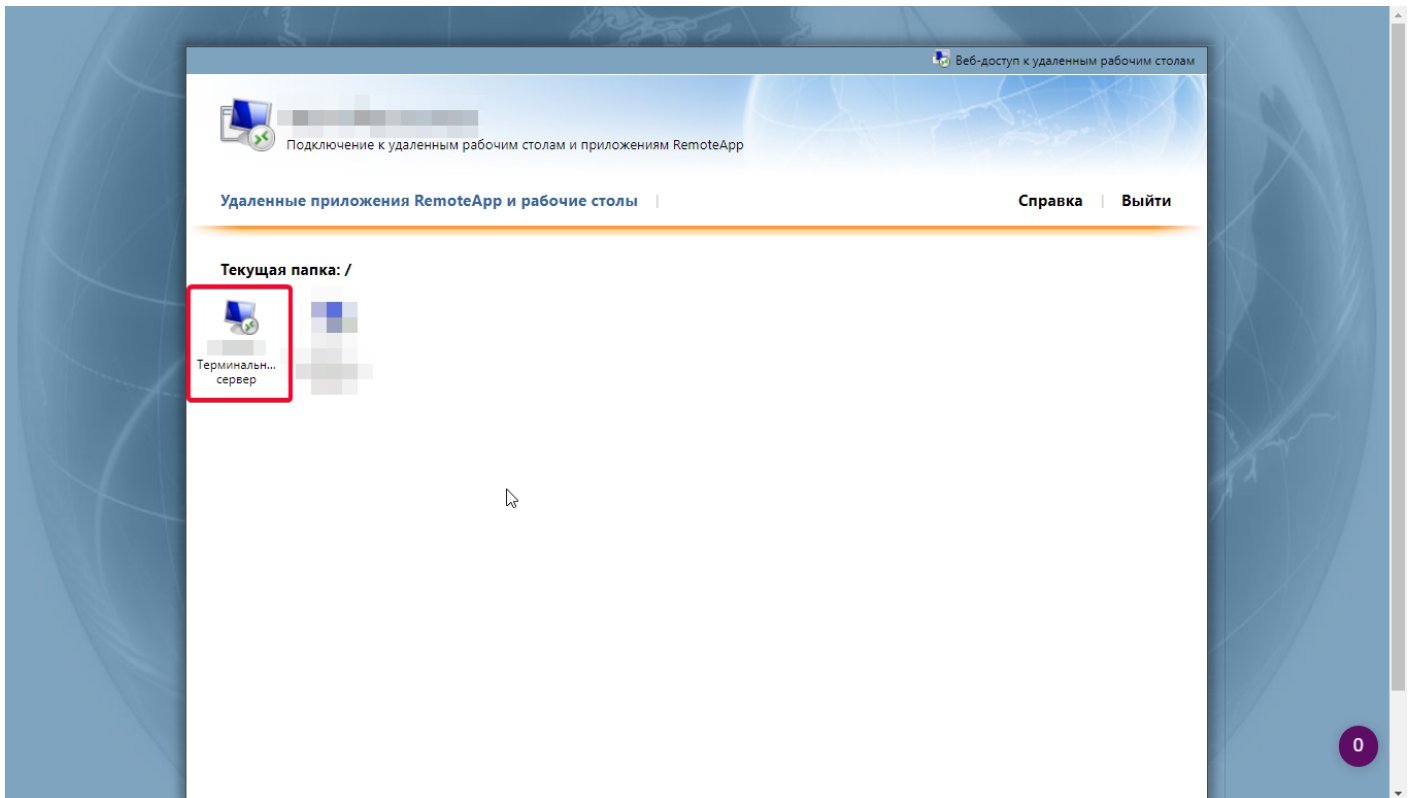 Веб-доступ к удаленным рабочим столам
Подключение к удаленным рабочим столам и приложениям RemoteApp
Удаленные приложения RemoteApp и рабочие столы
Справка | Выйти
Текущая папка: /
Терминальн...
сервер
0